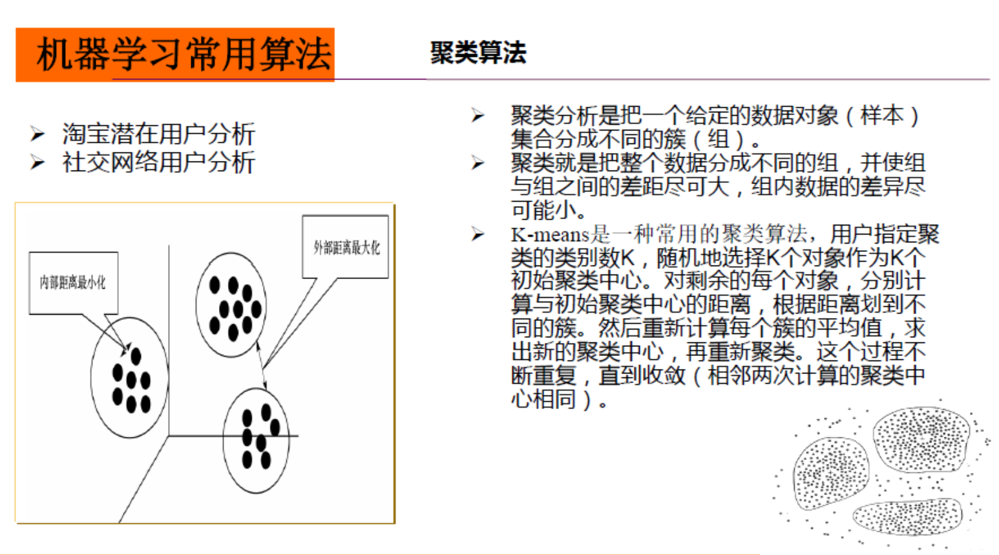 机器学习常用算法
聚类算法
淘宝潜在用户分析
社交网络用户分析
内部距离最小化
外部距离最大化
聚类分析是把一个给定的数据对象(样本)
集合分成不同的簇(组)。
聚类就是把整个数据分成不同的组,并使组
与组之间的差距尽可大,组内数据的差异尽
可能小。
K-means是一种常用的聚类算法,用户指定聚
类的类别数K,随机地选择K个对象作为K个
初始聚类中心。对剩余的每个对象,分别计
算与初始聚类中心的距离,根据距离划到不
同的簇。然后重新计算每个簇的平均值,求
出新的聚类中心,再重新聚类。这个过程不
断重复,直到收敛(相邻两次计算的聚类中
心相同)。